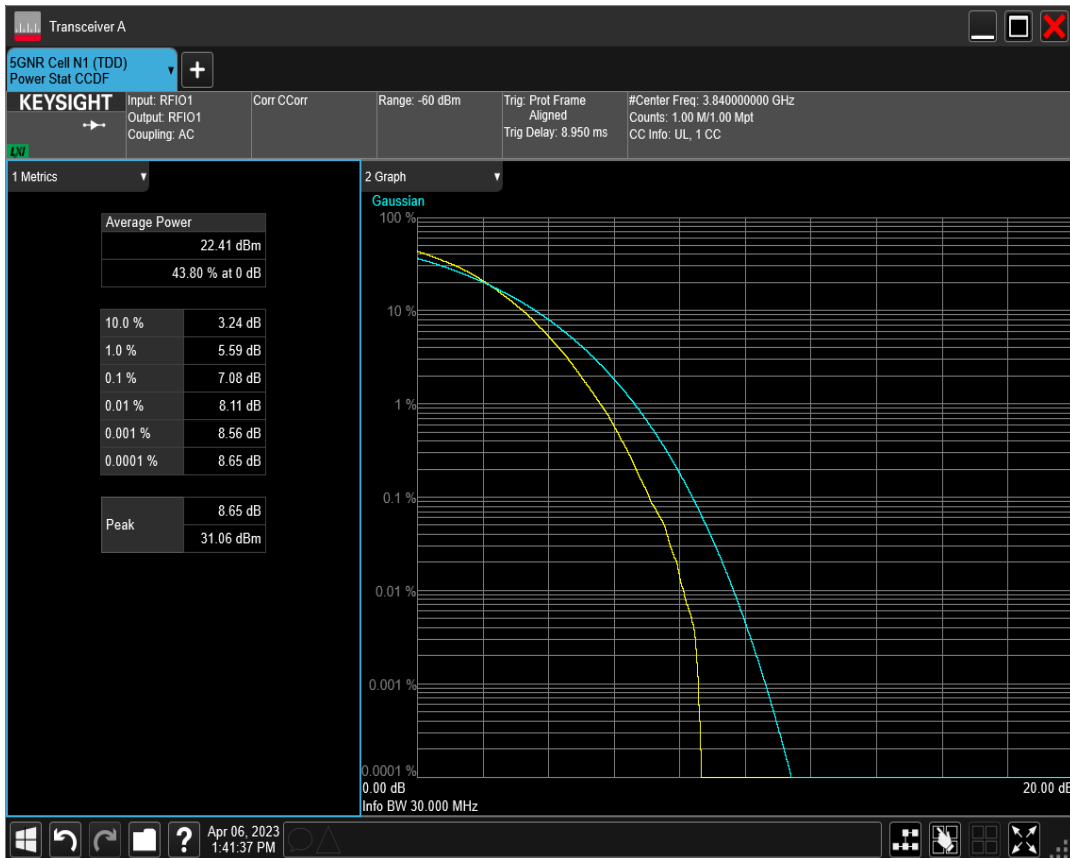 Transceiver A
5GNR Cell N1 (TDD)
Power Stat CCDF
+
KEYSIGHT
LXI
Input: RFIO1
Output: RFIO1
Coupling: AC
Corr CCorr
Range: -60 dBm
Trig: Prot Frame
Aligned
Trig Delay: 8.950 ms
#Center Freq: 3.840000000 GHz
Counts: 1.00 M/1.00 Mpt
CC Info: UL, 1 CC
1 Metrics
Average Power
22.41 dBm
43.80 % at 0 dB
10.0 % 3.24 dB
1.0 % 5.59 dB
0.1 % 7.08 dB
0.01 % 8.11 dB
0.001 % 8.56 dB
0.0001 % 8.65 dB
Peak
8.65 dB
31.06 dBm
2 Graph
Gaussian
100 %
10 %
1 %
0.1 %
0.01 %
0.001 %
0.0001 %
0.00 dB 20.00 dB
Info BW 30.000 MHz
?
Apr 06, 2023
1:41:37 PM